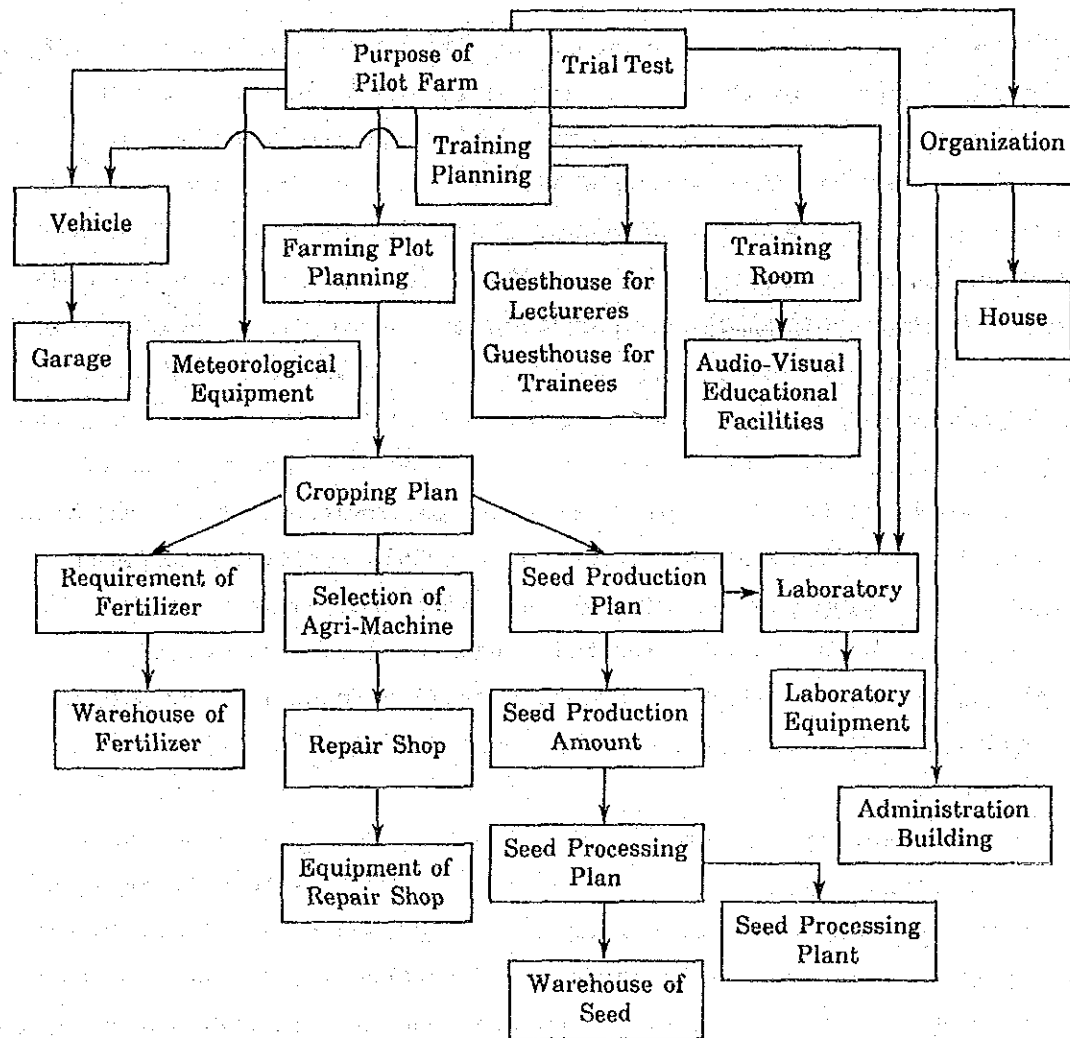 Purpose of
Pilot Farm
Trial Test
Training
Planning
Organization
Vehicle
Farming Plot
Planning
Guesthouse for
Lectureres
Guesthouse for
Trainees
Training
Room
House
Garage
Meteorological
Equipment
Audio-Visual
Educational
Facilities
Cropping Plan
Requirement of
Fertilizer
Selection of
Agri-Machine
Seed Production
Plan
Laboratory
Warehouse of
Fertilizer
Repair Shop
Seed Production
Amount
Laboratory
Equipment
Equipment of
Repair Shop
Seed Processing
Plan
Administration
Building
Seed Processing
Plant
Warehouse of
Seed